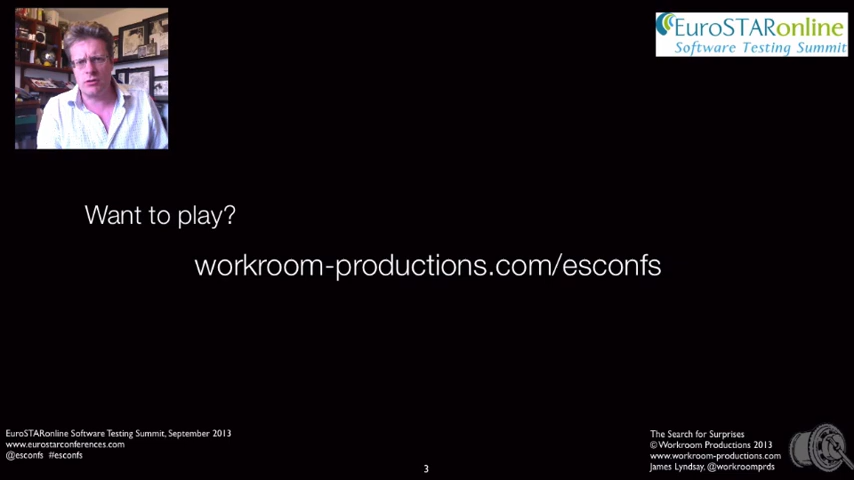 EuroSTARonline
Software Testing Summit
Want to play?
workroom-productions.com/esconfs
EuroSTARonline Software Testing Summit, September 2013
www.eurostarconferences.com
@esconfs #esconfs
3
The Search for Surprises
© Workroom Productions 2013
www.workroom-productions.com
James Lyndsay, @workroomprds